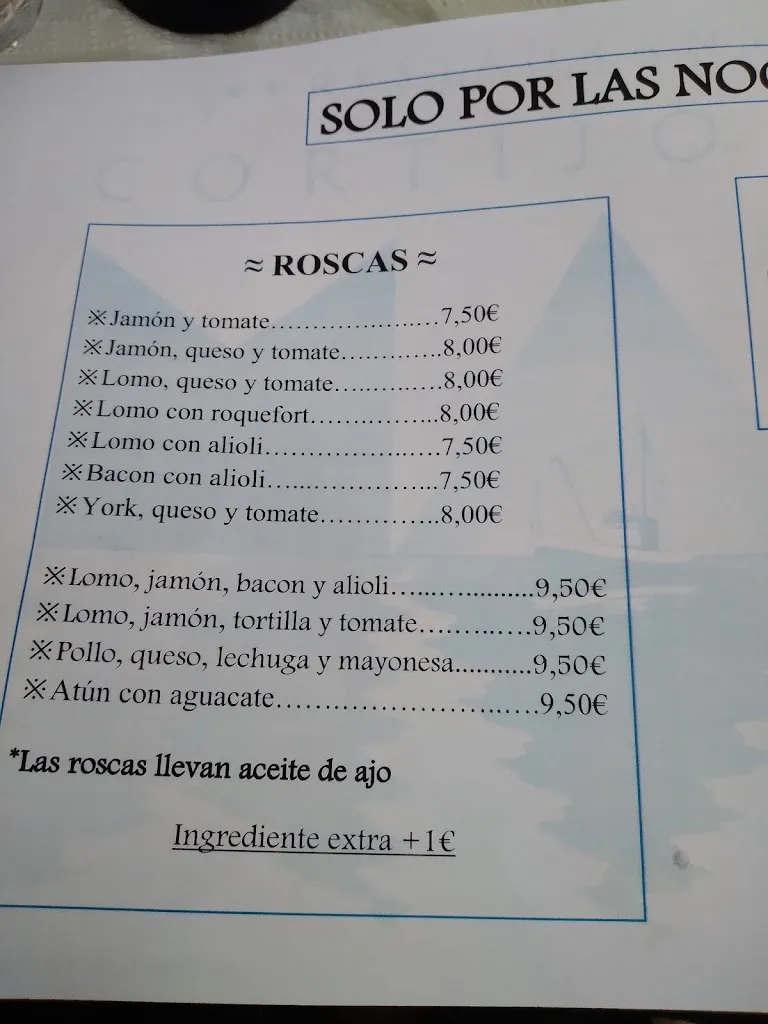 SOLO POR LAS
CORTIJO
≈ ROSCAS ≈
※Jamón y tomate........................7,50€
※Jamón, queso y tomate...............8,00€
※Lomo, queso y tomate................8,00€
※Lomo con roquefort..................8,00€
※Lomo con alioli.........................7,50€
※Bacon con alioli........................7,50€
※York, queso y tomate.................8,00€
※Lomo, jamón, bacon y alioli....................9,50€
※Lomo, jamón, tortilla y tomate................9,50€
※Pollo, queso, lechuga y mayonesa...........9,50€
※Atún con aguacate.....................................9,50€
*Las roscas llevan aceite de ajo
Ingrediente extra +1€